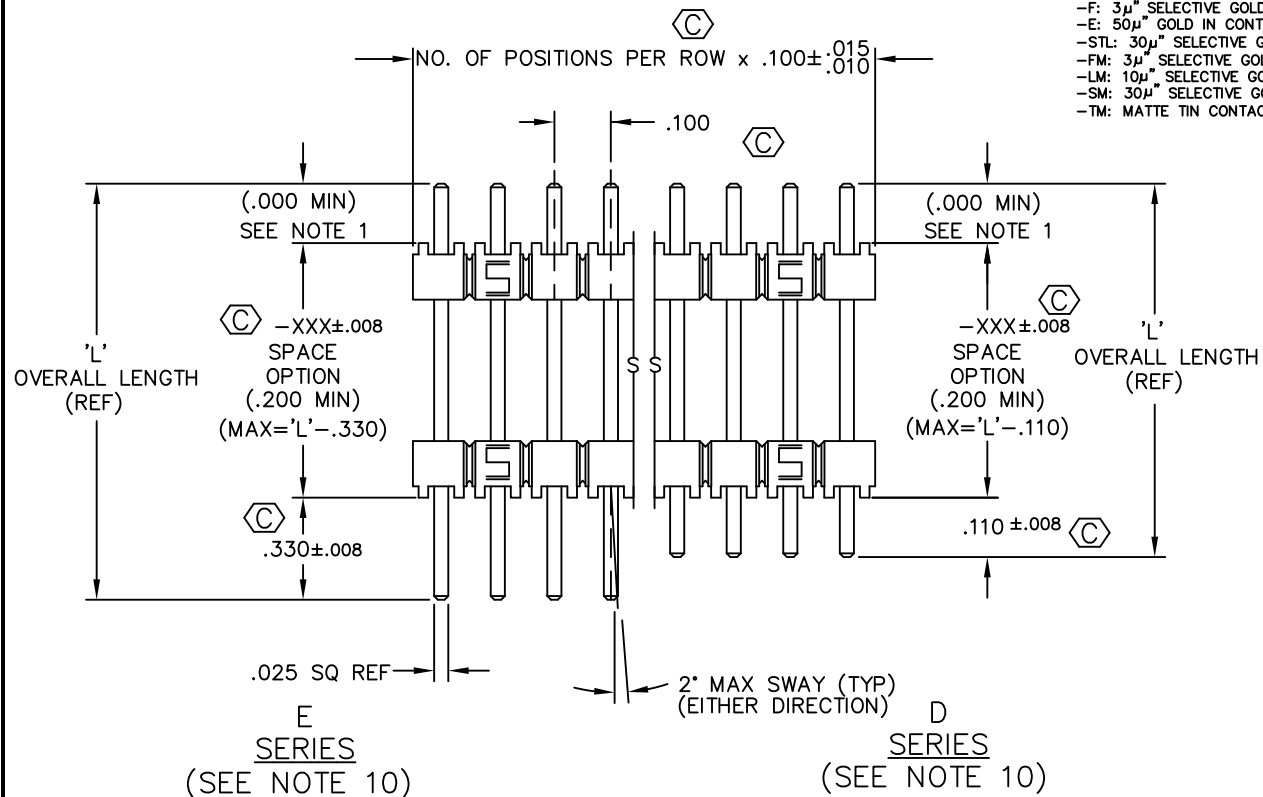 -F: 3µ" SELECTIVE GOLD
-E: 50µ" GOLD IN CONT
-STL: 30µ" SELECTIVE G
-FM: 3µ" SELECTIVE GOL
-LM: 10µ" SELECTIVE GO
-SM: 30µ" SELECTIVE GO
-TM: MATTE TIN CONTAC
C
NO. OF POSITIONS PER ROW x .100±.015
.010
.100
C
(.000 MIN)
SEE NOTE 1
(.000 MIN)
SEE NOTE 1
S
S
C
-XXX±.008
SPACE
OPTION
(.200 MIN)
(MAX='L'-.330)
'L'
OVERALL LENGTH
(REF)
S S
C
-XXX±.008
SPACE
OPTION
(.200 MIN)
(MAX='L'-.110)
'L'
OVERALL LENGTH
(REF)
S
S
C
.330±.008
.110 ±.008
C
.025 SQ REF
2° MAX SWAY (TYP)
(EITHER DIRECTION)
E
SERIES
(SEE NOTE 10)
D
SERIES
(SEE NOTE 10)